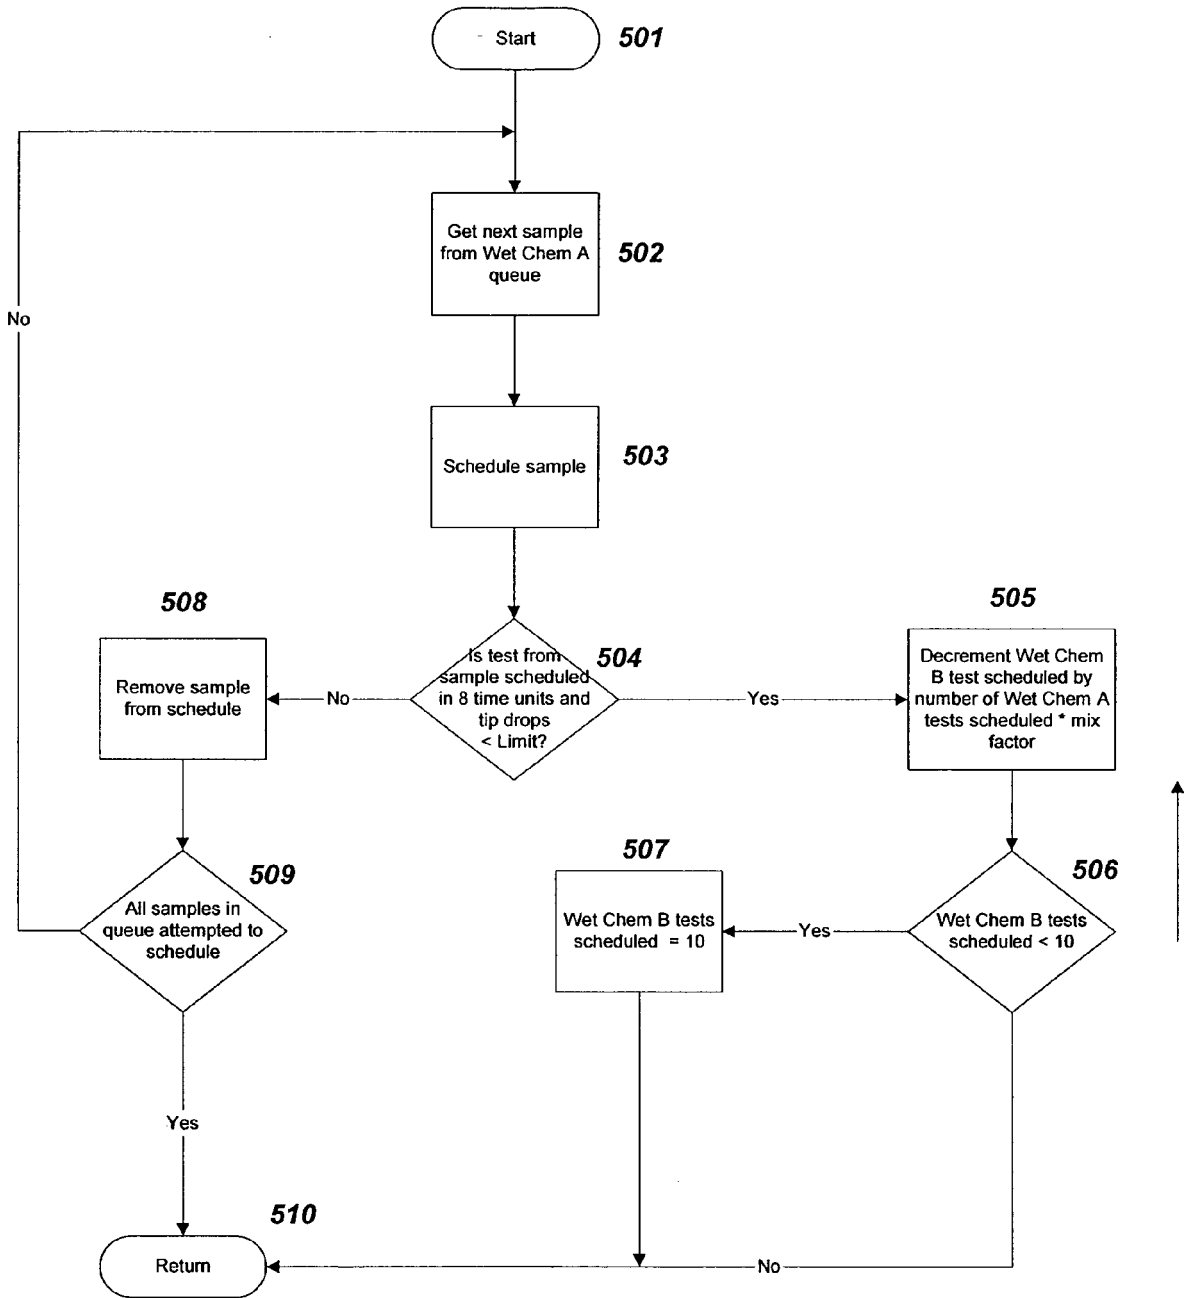 Start
501
Get next sample
from Wet Chem A
queue
502
No
Schedule sample
503
508
505
Is test from
sample scheduled
in 8 time units and
tip drops
< Limit?
504
Remove sample
from schedule
No
Yes
Decrement Wet Chem
B test scheduled by
number of Wet Chem A
tests scheduled * mix
factor
507
509
506
All samples in
queue attempted to
schedule
Wet Chem B tests
scheduled = 10
Yes
Wet Chem B tests
scheduled < 10
Yes
510
Return
No